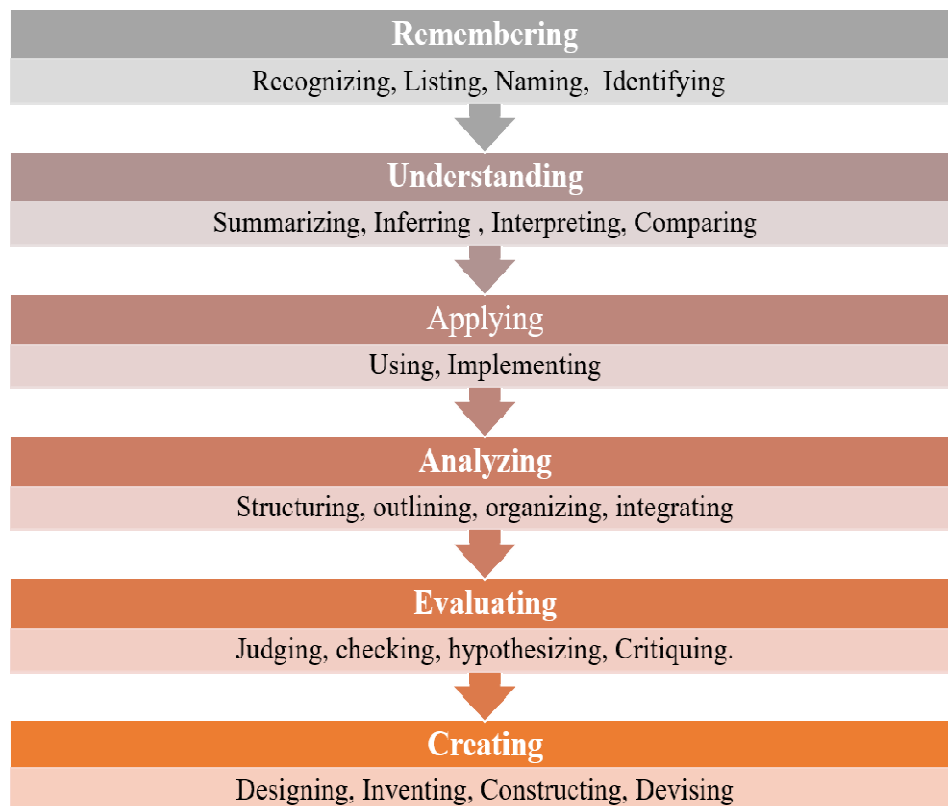 Remembering
Recognizing, Listing, Naming, Identifying
Understanding
Summarizing, Inferring , Interpreting, Comparing
Applying
Using, Implementing
Analyzing
Structuring, outlining, organizing, integrating
Evaluating
Judging, checking, hypothesizing, Critiquing.
Creating
Designing, Inventing, Constructing, Devising